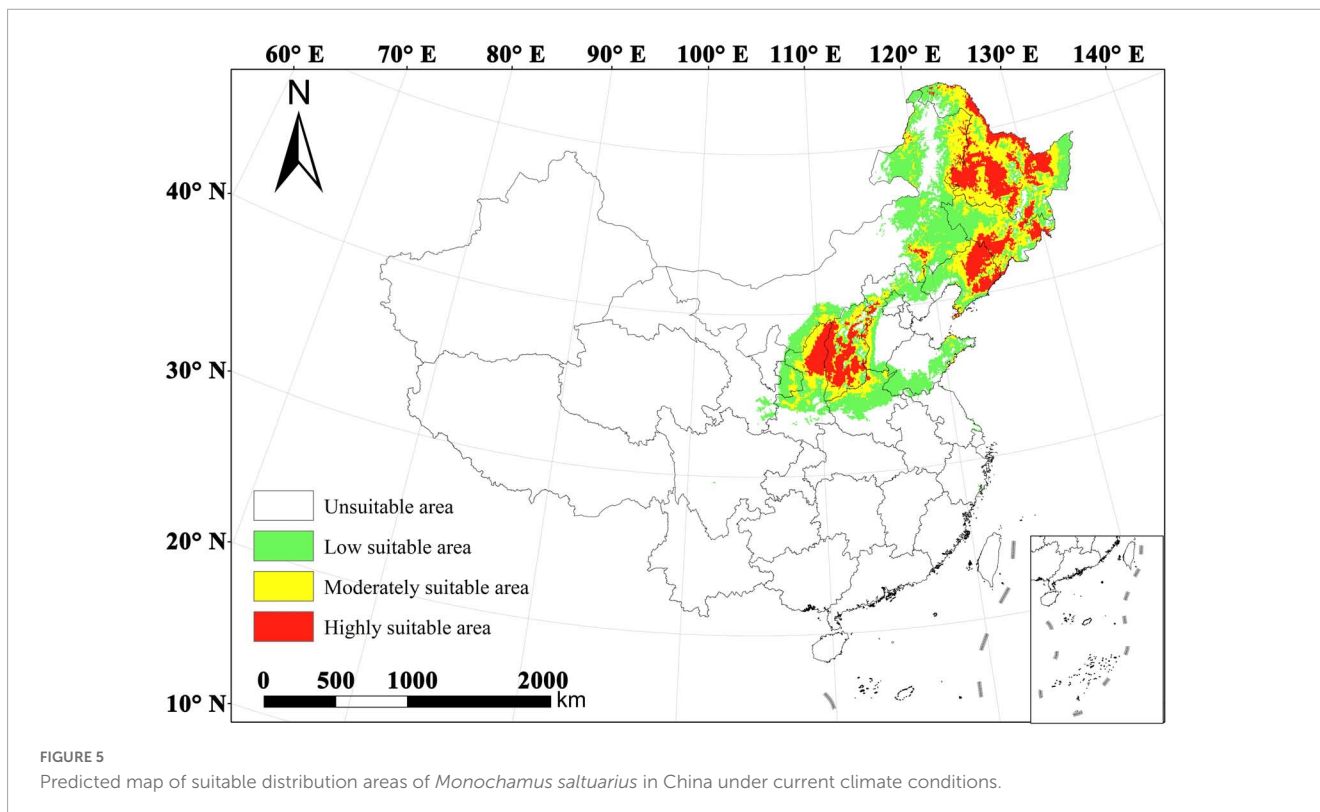 60° E 70° E 80° E 90° E 100° E 110° E 120° E 130° E 140° E
N
40° N
30° N
20° N
10° N
Unsuitable area
Low suitable area
Moderately suitable area
Highly suitable area
0 500 1000 2000
km
FIGURE 5
Predicted map of suitable distribution areas of Monochamus saltuarius in China under current climate conditions.